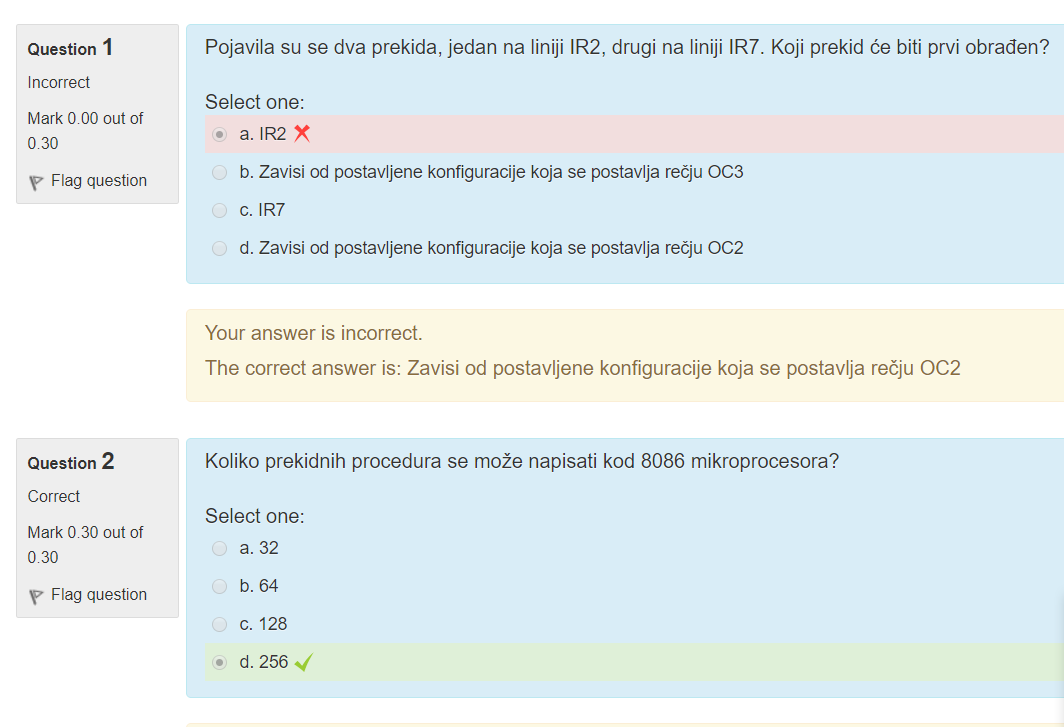 Question 1
Incorrect
Mark 0.00 out of
0.30
Flag question
Pojavila su se dva prekida, jedan na liniji IR2, drugi na liniji IR7. Koji prekid će biti prvi obrađen?
Select one:
a. IR2
b. Zavisi od postavljene konfiguracije koja se postavlja rečju OC3
c. IR7
d. Zavisi od postavljene konfiguracije koja se postavlja rečju OC2
Your answer is incorrect.
The correct answer is: Zavisi od postavljene konfiguracije koja se postavlja rečju OC2
Question 2
Correct
Mark 0.30 out of
0.30
Flag question
Koliko prekidnih procedura se može napisati kod 8086 mikroprocesora?
Select one:
a. 32
b. 64
c. 128
d. 256